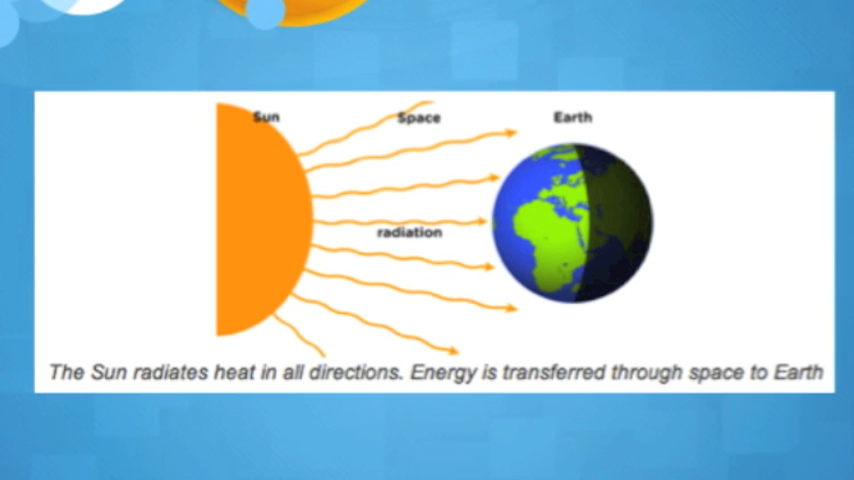 Sun Space Earth
radiation
The Sun radiates heat in all directions. Energy is transferred through space to Earth